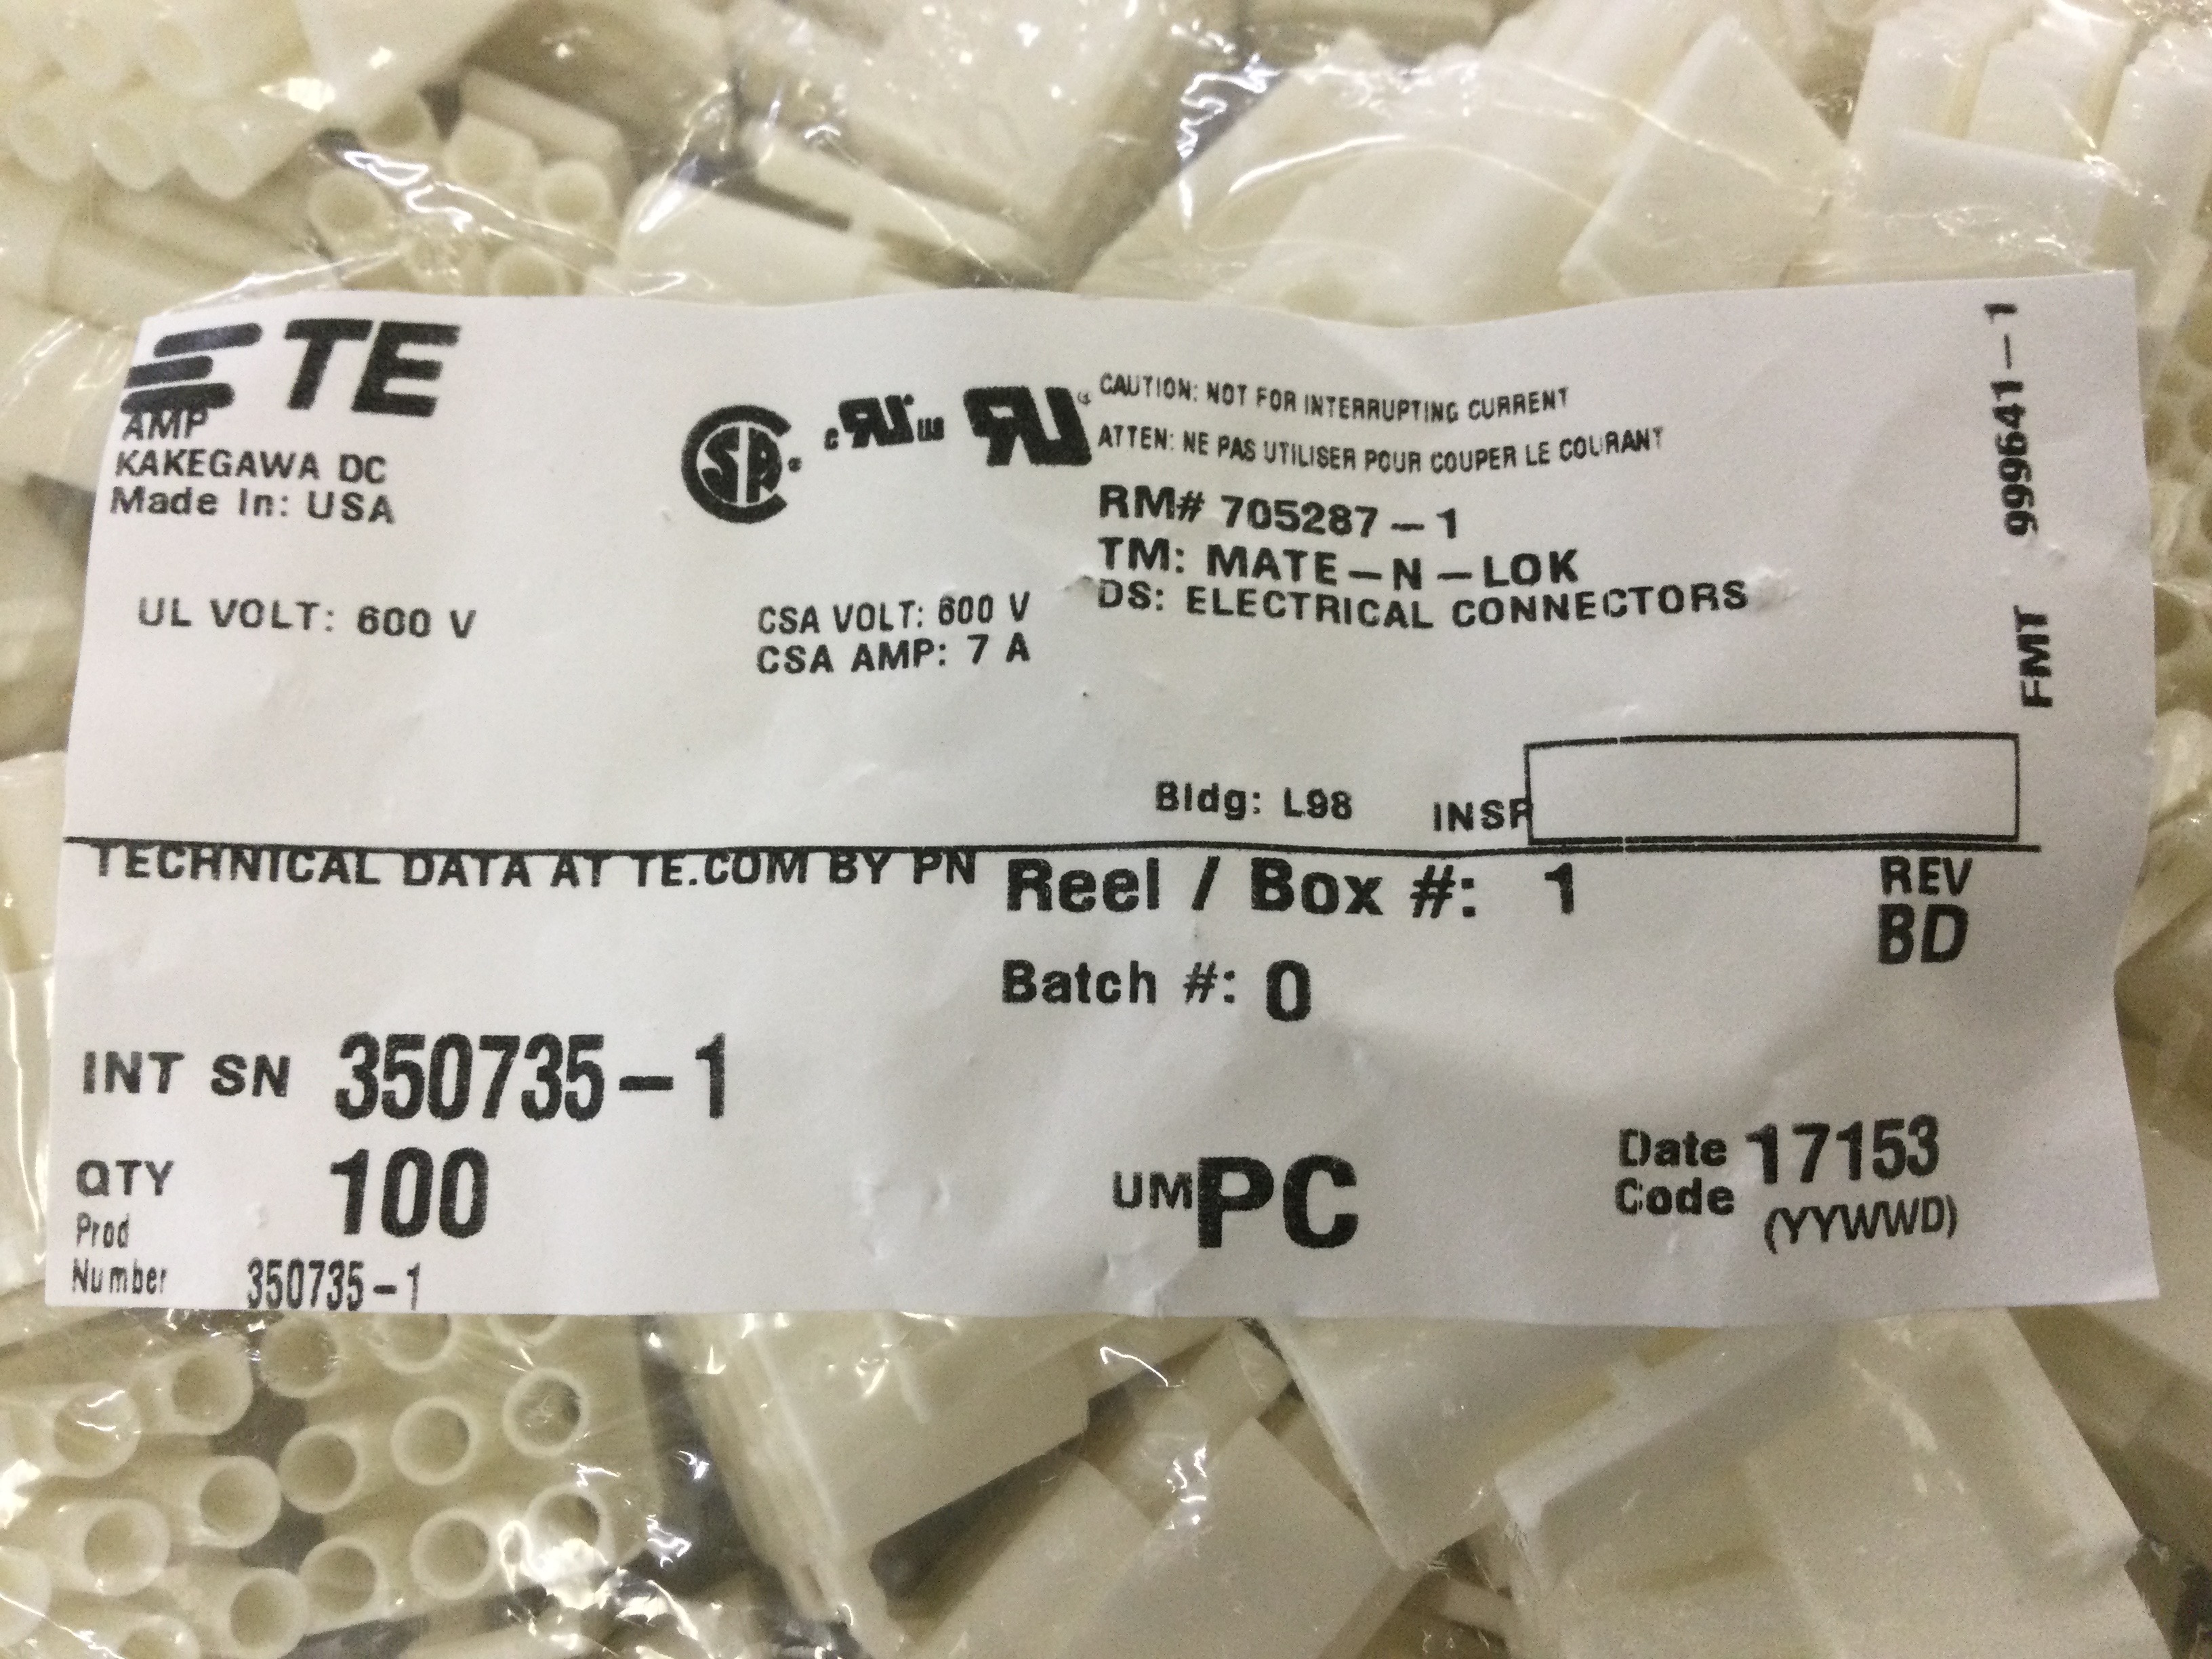 TE
AMP
KAKEGAWA DC
Made In: USA
CAUTION: NOT FOR INTERRUPTING CURRENT
ATTEN: NE PAS UTILISER POUR COUPER LE COURANT
RM# 705287-1
TM: MATE-N-LOK
DS: ELECTRICAL CONNECTORS
UL VOLT: 600 V
CSA VOLT: 600 V
CSA AMP: 7 A
FMT 999641-1
Bldg: L98 INSP
TECHNICAL DATA AT TE.COM BY PN
Reel / Box #: 1
REV
BD
Batch #: 0
INT SN 350735-1
QTY 100
UM PC
Date Code 17153
(YYWWD)
Prod
Number 350735-1